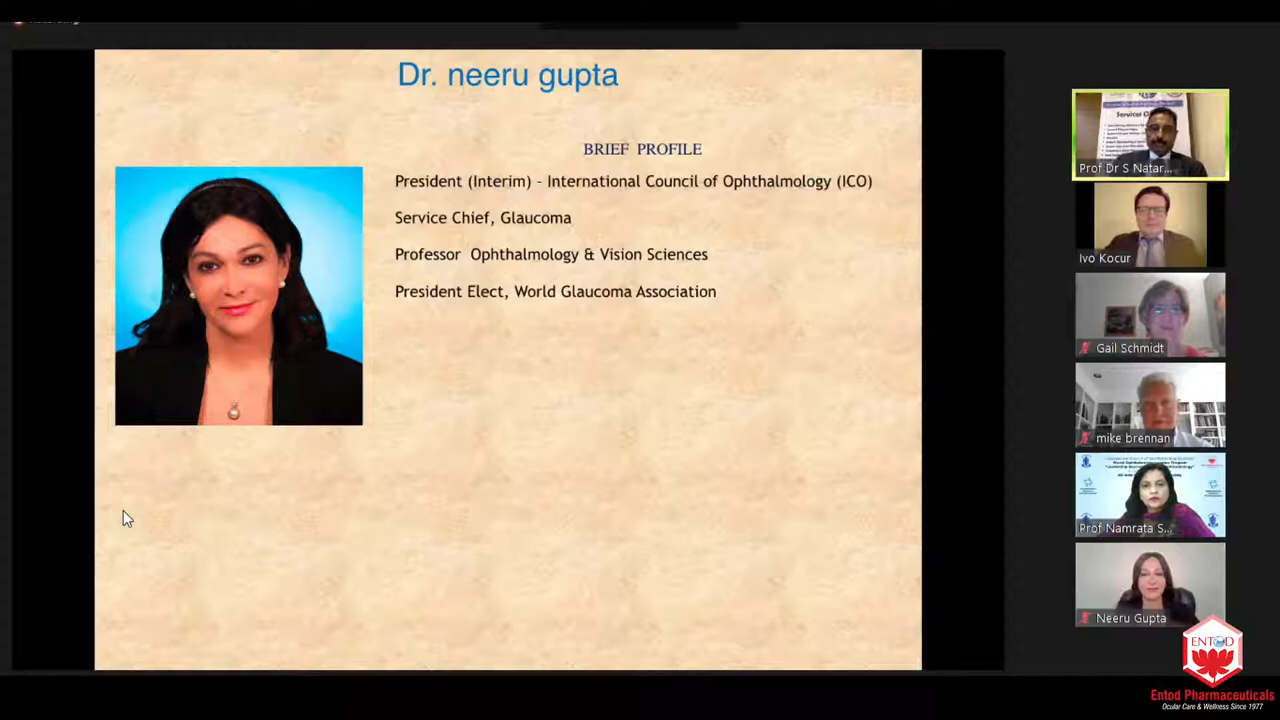 Dr. neeru gupta
BRIEF PROFILE
President (Interim) - International Council of Ophthalmology (ICO)
Service Chief, Glaucoma
Professor Ophthalmology & Vision Sciences
President Elect, World Glaucoma Association
Prof Dr S Natar...
Ivo Kocur
Gail Schmidt
mike brennan
Prof Namrata S...
Neeru Gupta
ENTOD
Entod Pharmaceuticals
Ocular Care & Wellness Since 1977